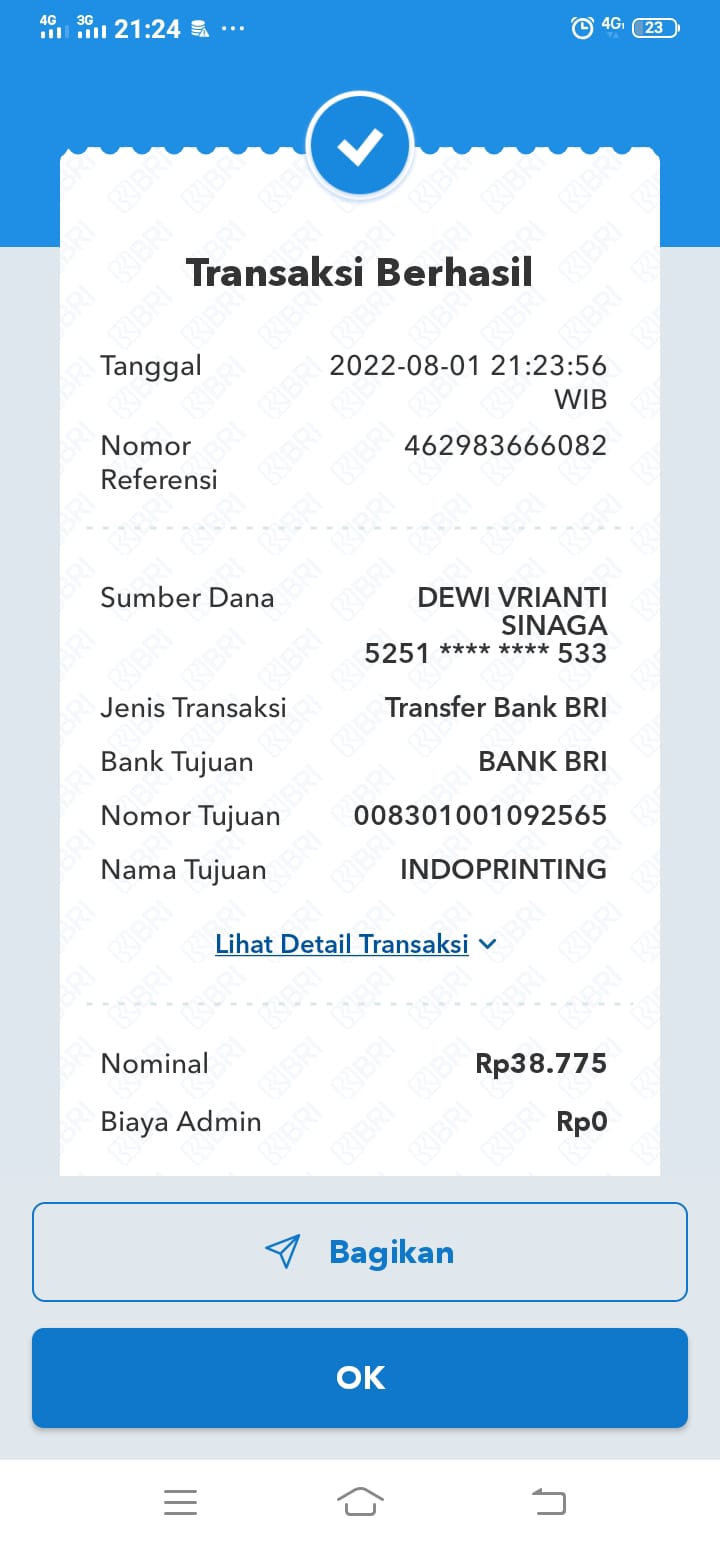 4G 3G 21:24 ... 4G 23
Transaksi Berhasil
Tanggal 2022-08-01 21:23:56
WIB
Nomor 462983666082
Referensi
Sumber Dana DEWI VRIANTI
SINAGA
5251 **** **** 533
Jenis Transaksi Transfer Bank BRI
Bank Tujuan BANK BRI
Nomor Tujuan 008301001092565
Nama Tujuan INDOPRINTING
Lihat Detail Transaksi
Nominal Rp38.775
Biaya Admin Rp0
Bagikan
OK